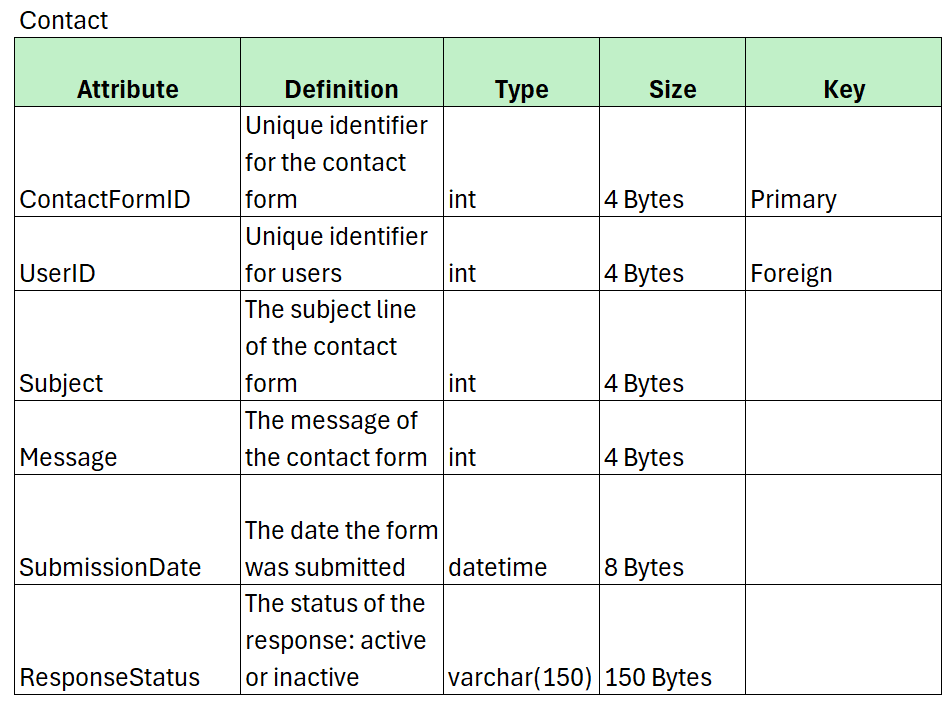 Contact
Attribute Definition Type Size Key
Unique identifier
for the contact
ContactFormID form int 4 Bytes Primary
Unique identifier
UserID for users int 4 Bytes Foreign
The subject line
of the contact
Subject form int 4 Bytes
The message of
Message the contact form int 4 Bytes
The date the form
SubmissionDate was submitted datetime 8 Bytes
The status of the
response: active
ResponseStatus or inactive varchar(150) 150 Bytes